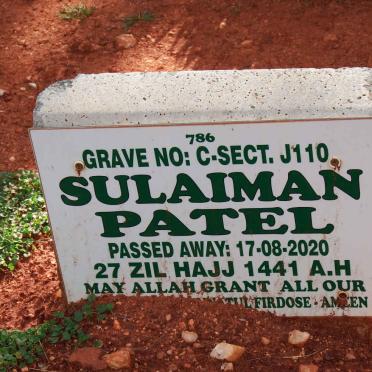 786
GRAVE NO: C-SECT. J110
SULAIMAN
PATEL
PASSED AWAY: 17-08-2020
27 ZIL HAJJ 1441 A.H
MAY ALLAH GRANT ALL OUR
FIRDOSE - AMEEN